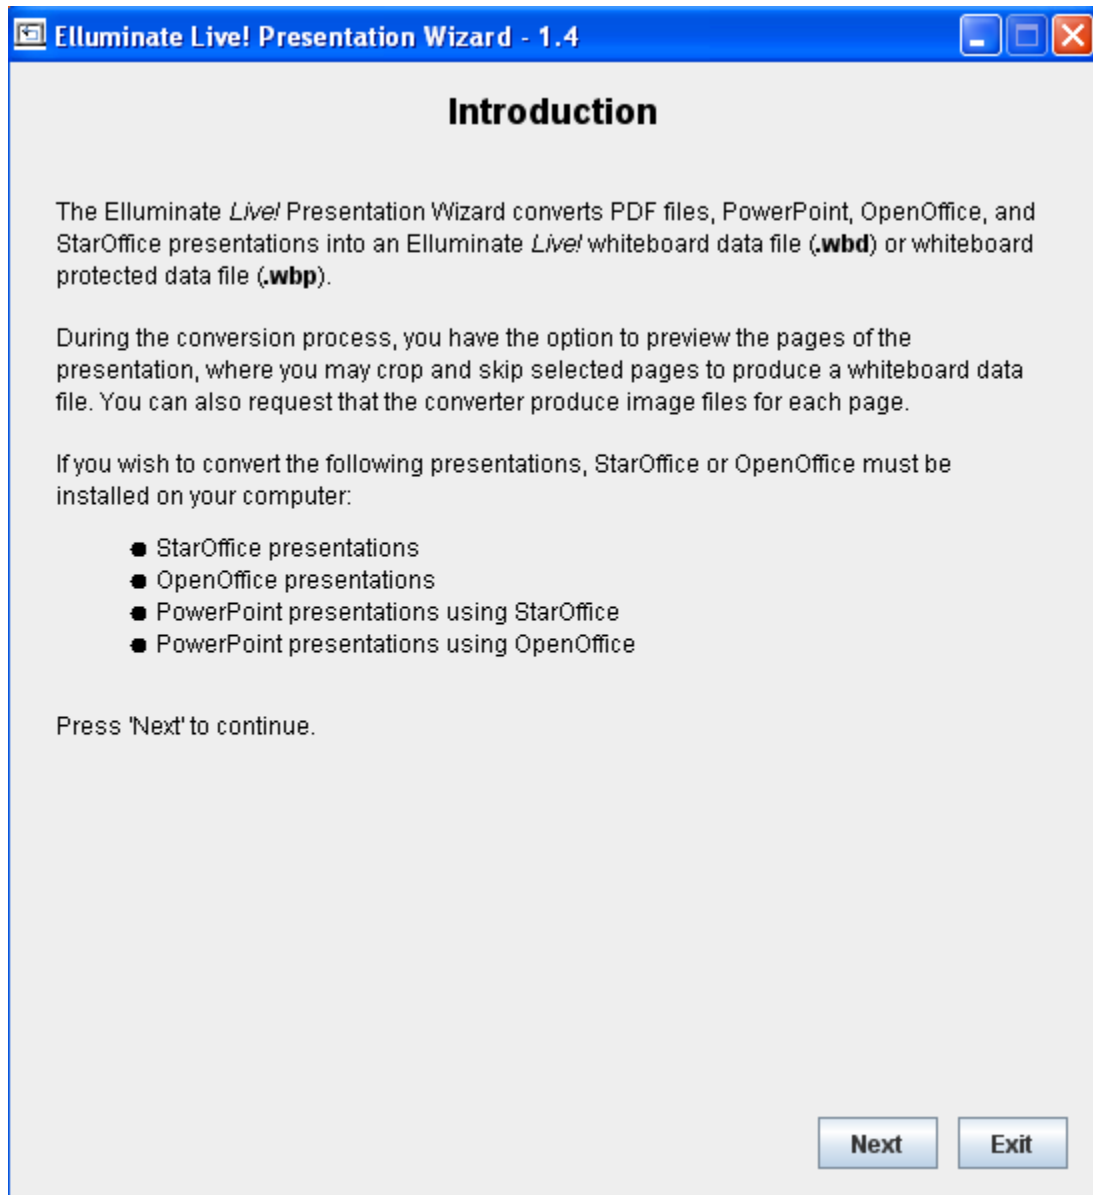 Elluminate Live! Presentation Wizard - 1.4
Introduction
The Elluminate Live! Presentation Wizard converts PDF files, PowerPoint, OpenOffice, and
StarOffice presentations into an Elluminate Live! whiteboard data file (.wbd) or whiteboard
protected data file (.wbp).
During the conversion process, you have the option to preview the pages of the
presentation, where you may crop and skip selected pages to produce a whiteboard data
file. You can also request that the converter produce image files for each page.
If you wish to convert the following presentations, StarOffice or OpenOffice must be
installed on your computer:
● StarOffice presentations
● OpenOffice presentations
● PowerPoint presentations using StarOffice
● PowerPoint presentations using OpenOffice
Press 'Next' to continue.
Next Exit